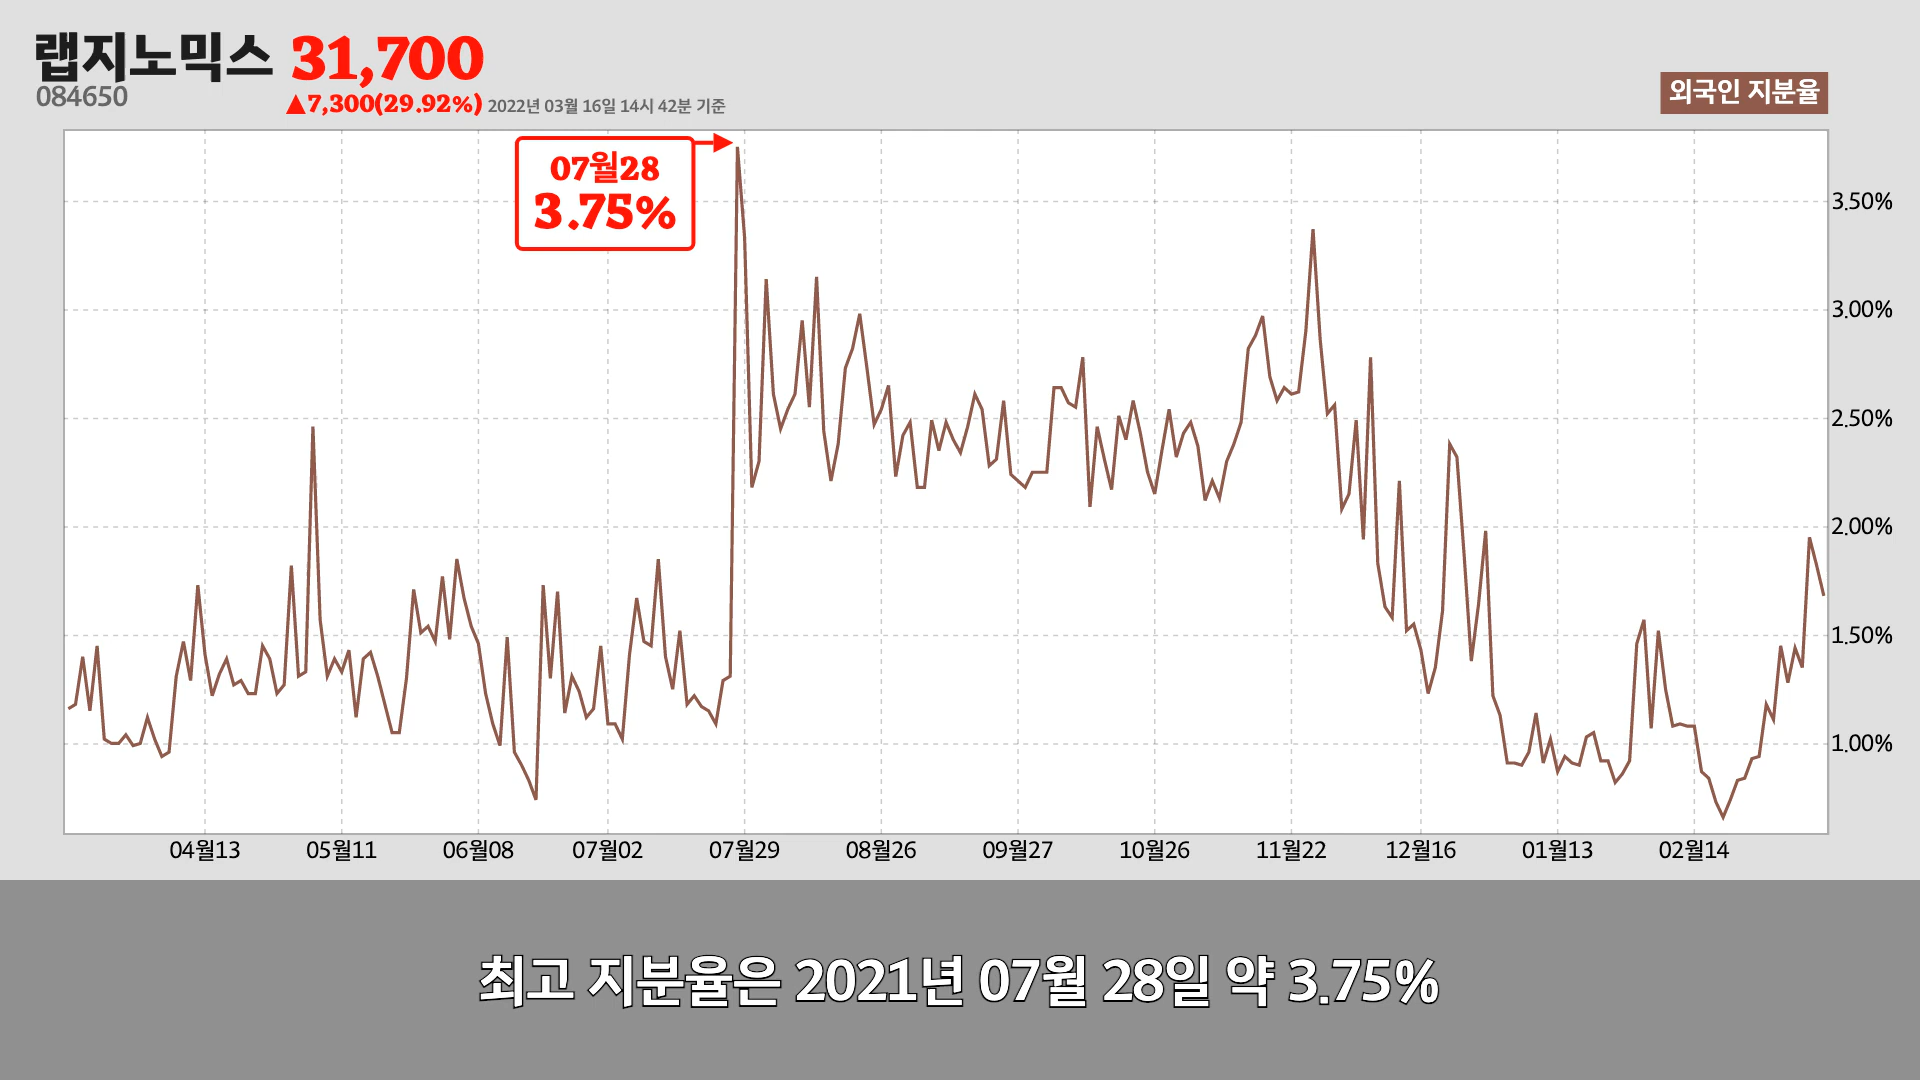 랩지노믹스 31,700
084650
▲7,300(29.92%) 2022년 03월 16일 14시 42분 기준
외국인 지분율
07월28
3.75%
3.50%
3.00%
2.50%
2.00%
1.50%
1.00%
04월13 05월11 06월08 07월02 07월29 08월26 09월27 10월26 11월22 12월16 01월13 02월14
최고 지분율은 2021년 07월 28일 약 3.75%